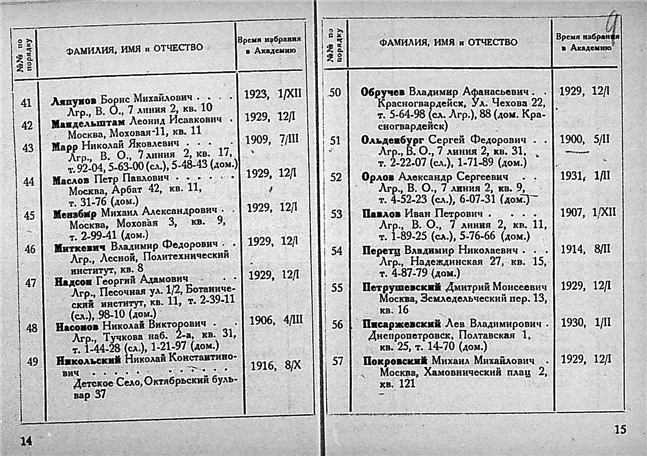 №№ по порядку
ФАМИЛИЯ, ИМЯ и ОТЧЕСТВО
Время избрания в Академию
41 Ляпунов Борис Михайлович . . . . 1923, 1/XII
Лгр., В. О., 7 линия 2, кв. 10
42 Мандельштам Леонид Исаакович . 1929, 12/I
Москва, Моховая-11, кв. 11
43 Марр Николай Яковлевич . . . . 1909, 7/III
Лгр., В. О., 7 линия 2, кв. 17,
т. 92-04, 5-63-00 (сл.), 5-48-43 (дом.)
44 Маслов Петр Павлович . . . . . 1929, 12/I
Москва, Арбат 42, кв. 11,
т. 31-76 (дом.)
45 Мензбир Михаил Александрович . . 1929, 12/I
Москва, Моховая 3, кв. 9,
т. 2-99-41 (дом.)
46 Миткевич Владимир Федорович . . 1929, 12/I
Лгр., Лесной, Политехнический
институт, кв. 8
47 Надсон Георгий Адамович . . . . 1929, 12/I
Лгр., Песочная ул. 1/2, Ботаниче-
ский институт, кв. 11, т. 2-39-11
(сл.), 98-10 (дом.)
48 Насонов Николай Викторович . . . 1906, 4/III
Лгр., Тучкова наб. 2-а, кв. 31,
т. 1-44-28 (сл.), 1-21-97 (дом.)
49 Никольский Николай Константино-
вич . . . . . . . . . . . 1916, 8/X
Детское Село, Октябрьский буль-
вар 37
14
9
№№ по порядку
ФАМИЛИЯ, ИМЯ и ОТЧЕСТВО
Время избрания в Академию
50 Обручев Владимир Афанасьевич . . 1929, 12/I
Красногвардейск, Ул. Чехова 22,
т. 5-64-98 (сл. Лгр.), 88 (дом. Кра-
сногвардейск)
51 Ольденбург Сергей Федорович . . 1900, 5/II
Лгр., В. О., 7 линия 2, кв. 31,
т. 2-22-07 (сл.), 1-71-89 (дом.)
52 Орлов Александр Сергеевич . . . 1931, 1/II
Лгр., В. О., 7 линия 2, кв. 9,
т. 4-52-23 (сл.), 6-07-31 (дом.)
53 Павлов Иван Петрович . . . . . 1907, 1/XII
Лгр., В. О., 7 линия 2, кв. 11,
т. 1-89-25 (сл.), 5-76-66 (дом.)
54 Перетц Владимир Николаевич . . . 1914, 8/II
Лгр., Надеждинская 27, кв. 15,
т. 4-87-79 (дом.)
55 Петрушевский Дмитрий Моисеевич 1929, 12/I
Москва, Земледельческий пер. 13,
кв. 16
56 Писаржевский Лев Владимирович . 1930, 1/II
Днепропетровск, Полтавская 1,
кв. 25, т. 14-70 (дом.)
57 Покровский Михаил Михайлович . 1929, 12/I
Москва, Хамовнический плац 2,
кв. 121
15